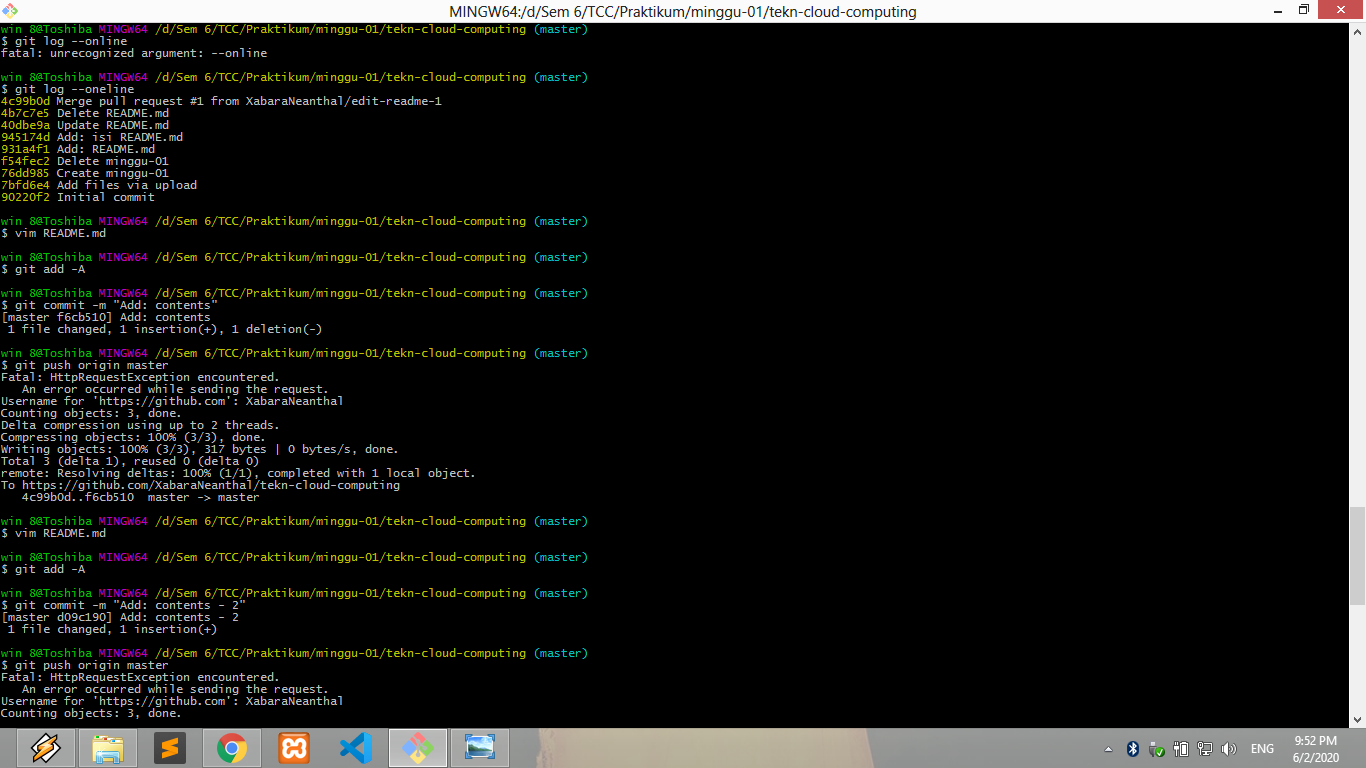 MINGW64:/d/Sem 6/TCC/Praktikum/minggu-01/tekn-cloud-computing
win 8@Toshiba MINGW64 /d/Sem 6/TCC/Praktikum/minggu-01/tekn-cloud-computing (master)
$ git log --online
fatal: unrecognized argument: --online
win 8@Toshiba MINGW64 /d/Sem 6/TCC/Praktikum/minggu-01/tekn-cloud-computing (master)
$ git log --oneline
4c99b0d Merge pull request #1 from XabaraNeanthal/edit-readme-1
4b7c7e5 Delete README.md
40dbe9a Update README.md
945174d Add: isi README.md
931a4f1 Add: README.md
f54fec2 Delete minggu-01
76dd985 Create minggu-01
7bfd6e4 Add files via upload
90220f2 Initial commit
win 8@Toshiba MINGW64 /d/Sem 6/TCC/Praktikum/minggu-01/tekn-cloud-computing (master)
$ vim README.md
win 8@Toshiba MINGW64 /d/Sem 6/TCC/Praktikum/minggu-01/tekn-cloud-computing (master)
$ git add -A
win 8@Toshiba MINGW64 /d/Sem 6/TCC/Praktikum/minggu-01/tekn-cloud-computing (master)
$ git commit -m "Add: contents"
[master f6cb510] Add: contents
 1 file changed, 1 insertion(+), 1 deletion(-)
win 8@Toshiba MINGW64 /d/Sem 6/TCC/Praktikum/minggu-01/tekn-cloud-computing (master)
$ git push origin master
Fatal: HttpRequestException encountered.
   An error occurred while sending the request.
Username for 'https://github.com': XabaraNeanthal
Counting objects: 3, done.
Delta compression using up to 2 threads.
Compressing objects: 100% (3/3), done.
Writing objects: 100% (3/3), 317 bytes | 0 bytes/s, done.
Total 3 (delta 1), reused 0 (delta 0)
remote: Resolving deltas: 100% (1/1), completed with 1 local object.
To https://github.com/XabaraNeanthal/tekn-cloud-computing
   4c99b0d..f6cb510  master -> master
win 8@Toshiba MINGW64 /d/Sem 6/TCC/Praktikum/minggu-01/tekn-cloud-computing (master)
$ vim README.md
win 8@Toshiba MINGW64 /d/Sem 6/TCC/Praktikum/minggu-01/tekn-cloud-computing (master)
$ git add -A
win 8@Toshiba MINGW64 /d/Sem 6/TCC/Praktikum/minggu-01/tekn-cloud-computing (master)
$ git commit -m "Add: contents - 2"
[master d09c190] Add: contents - 2
 1 file changed, 1 insertion(+)
win 8@Toshiba MINGW64 /d/Sem 6/TCC/Praktikum/minggu-01/tekn-cloud-computing (master)
$ git push origin master
Fatal: HttpRequestException encountered.
   An error occurred while sending the request.
Username for 'https://github.com': XabaraNeanthal
Counting objects: 3, done.
ENG
9:52 PM
6/2/2020